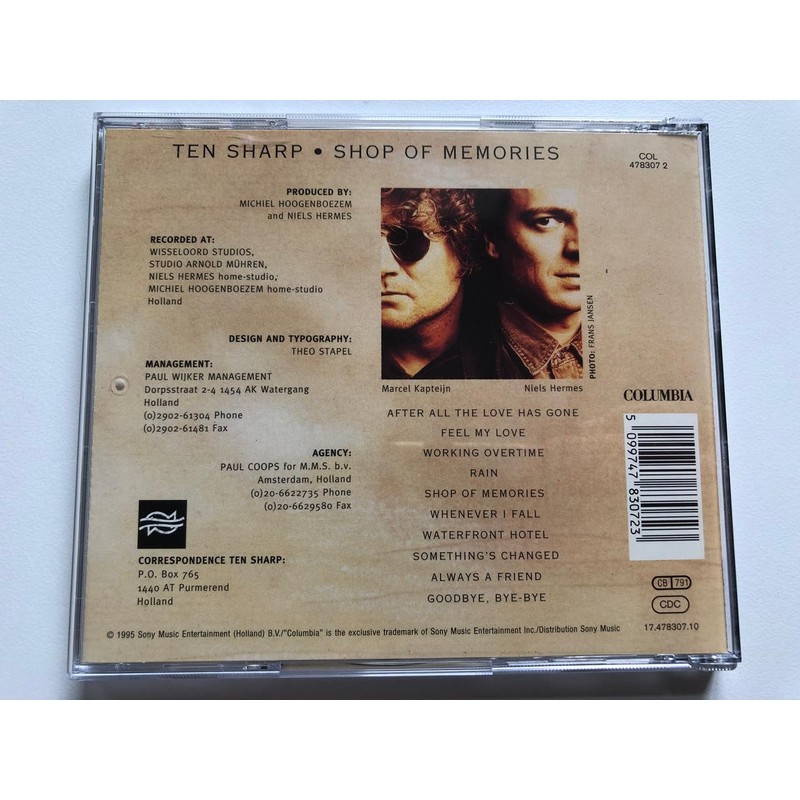 TEN SHARP • SHOP OF MEMORIES
COL
478307 2
PRODUCED BY:
MICHIEL HOOGENBOEZEM
and NIELS HERMES
RECORDED AT:
WISSELOORD STUDIOS,
STUDIO ARNOLD MÜHREN,
NIELS HERMES home-studio,
MICHIEL HOOGENBOEZEM home-studio
Holland
DESIGN AND TYPOGRAPHY:
THEO STAPEL
MANAGEMENT:
PAUL WIJKER MANAGEMENT
Dorpsstraat 2-4 1454 AK Watergang
Holland
(0)2902-61304 Phone
(0)2902-61481 Fax
AGENCY:
PAUL COOPS for M.M.S. b.v.
Amsterdam, Holland
(0)20-6622735 Phone
(0)20-6629580 Fax
CORRESPONDENCE TEN SHARP:
P.O. Box 765
1440 AT Purmerend
Holland
PHOTO: FRANS JANSEN
Marcel Kapteijn
Niels Hermes
AFTER ALL THE LOVE HAS GONE
FEEL MY LOVE
WORKING OVERTIME
RAIN
SHOP OF MEMORIES
WHENEVER I FALL
WATERFRONT HOTEL
SOMETHING'S CHANGED
ALWAYS A FRIEND
GOODBYE, BYE-BYE
COLUMBIA
5 099747 830723
CB 791
CDC
17.478307.10
© 1995 Sony Music Entertainment (Holland) B.V./"Columbia" is the exclusive trademark of Sony Music Entertainment Inc./Distribution Sony Music